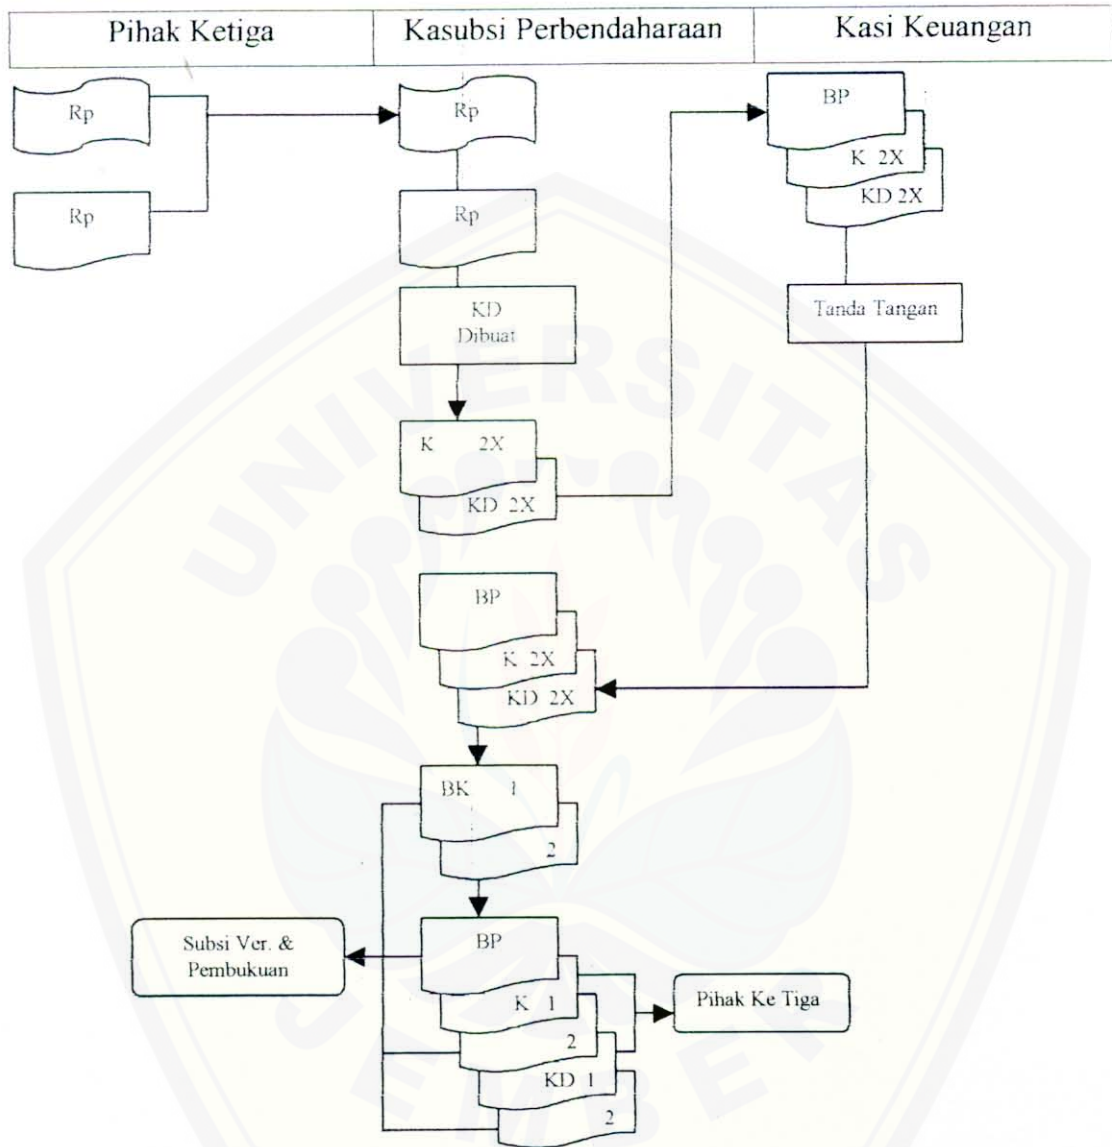 Pihak Ketiga
Kasubsi Perbendaharaan
Kasi Keuangan
Rp
Rp
Rp
Rp
KD
Dibuat
K 2X
KD 2X
BP
K 2X
KD 2X
Tanda Tangan
BP
K 2X
KD 2X
BK 1
2
BP
K 1
2
KD 1
2
Subsi Ver. &
Pembukuan
Pihak Ke Tiga
UNIVERSITAS
JEMBER